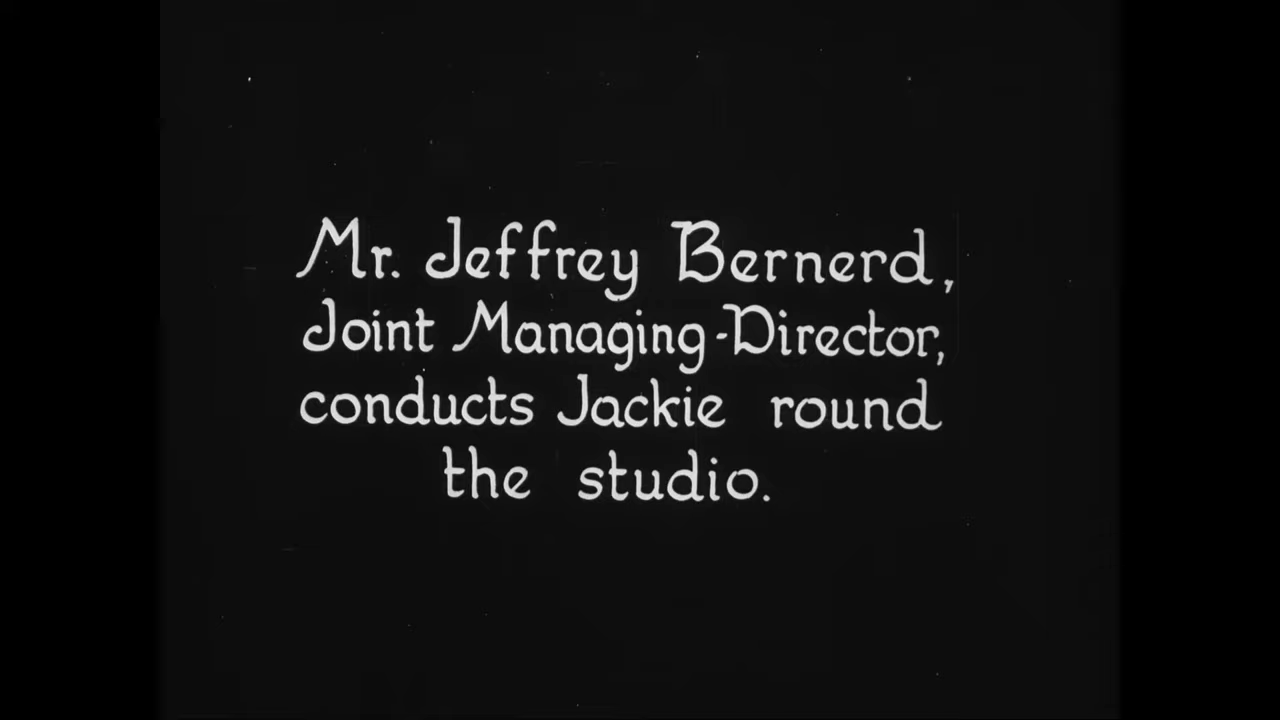 Mr. Jeffrey Bernerd,
Joint Managing-Director,
conducts Jackie round
the studio.